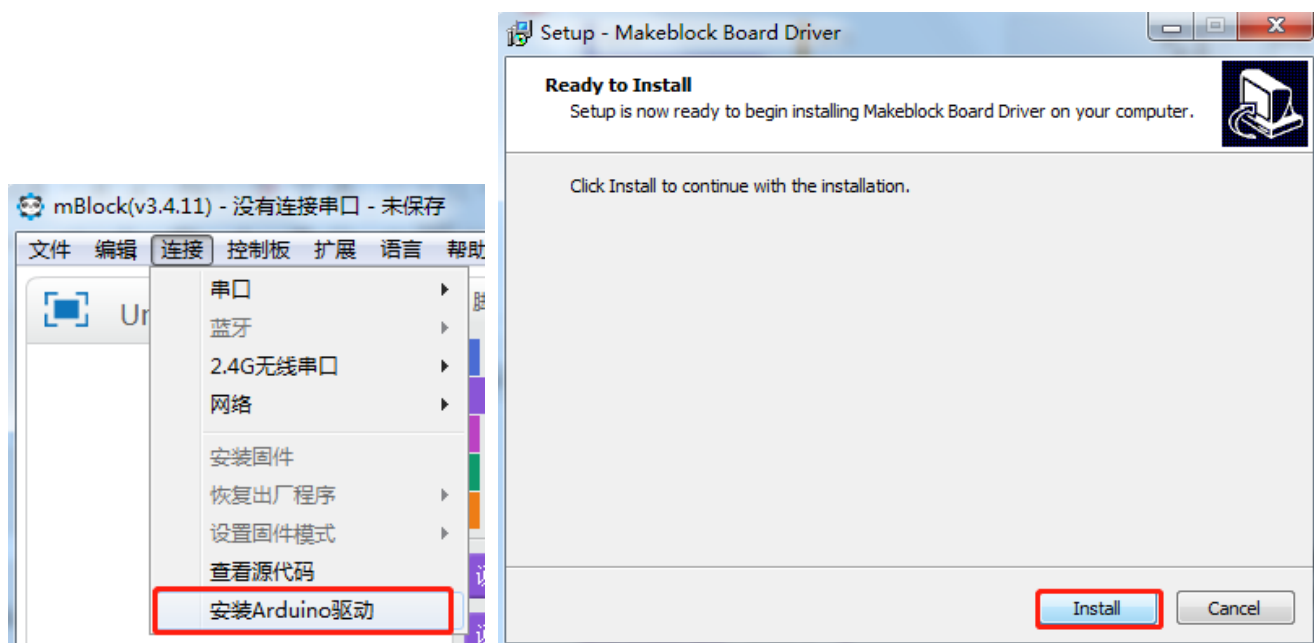 mBlock(v3.4.11) - 没有连接串口 - 未保存
文件 编辑 连接 控制板 扩展 语言 帮助
Un
串口
蓝牙
2.4G无线串口
网络
安装固件
恢复出厂程序
设置固件模式
查看源代码
安装Arduino驱动
Setup - Makeblock Board Driver
Ready to Install
Setup is now ready to begin installing Makeblock Board Driver on your computer.
Click Install to continue with the installation.
Install Cancel